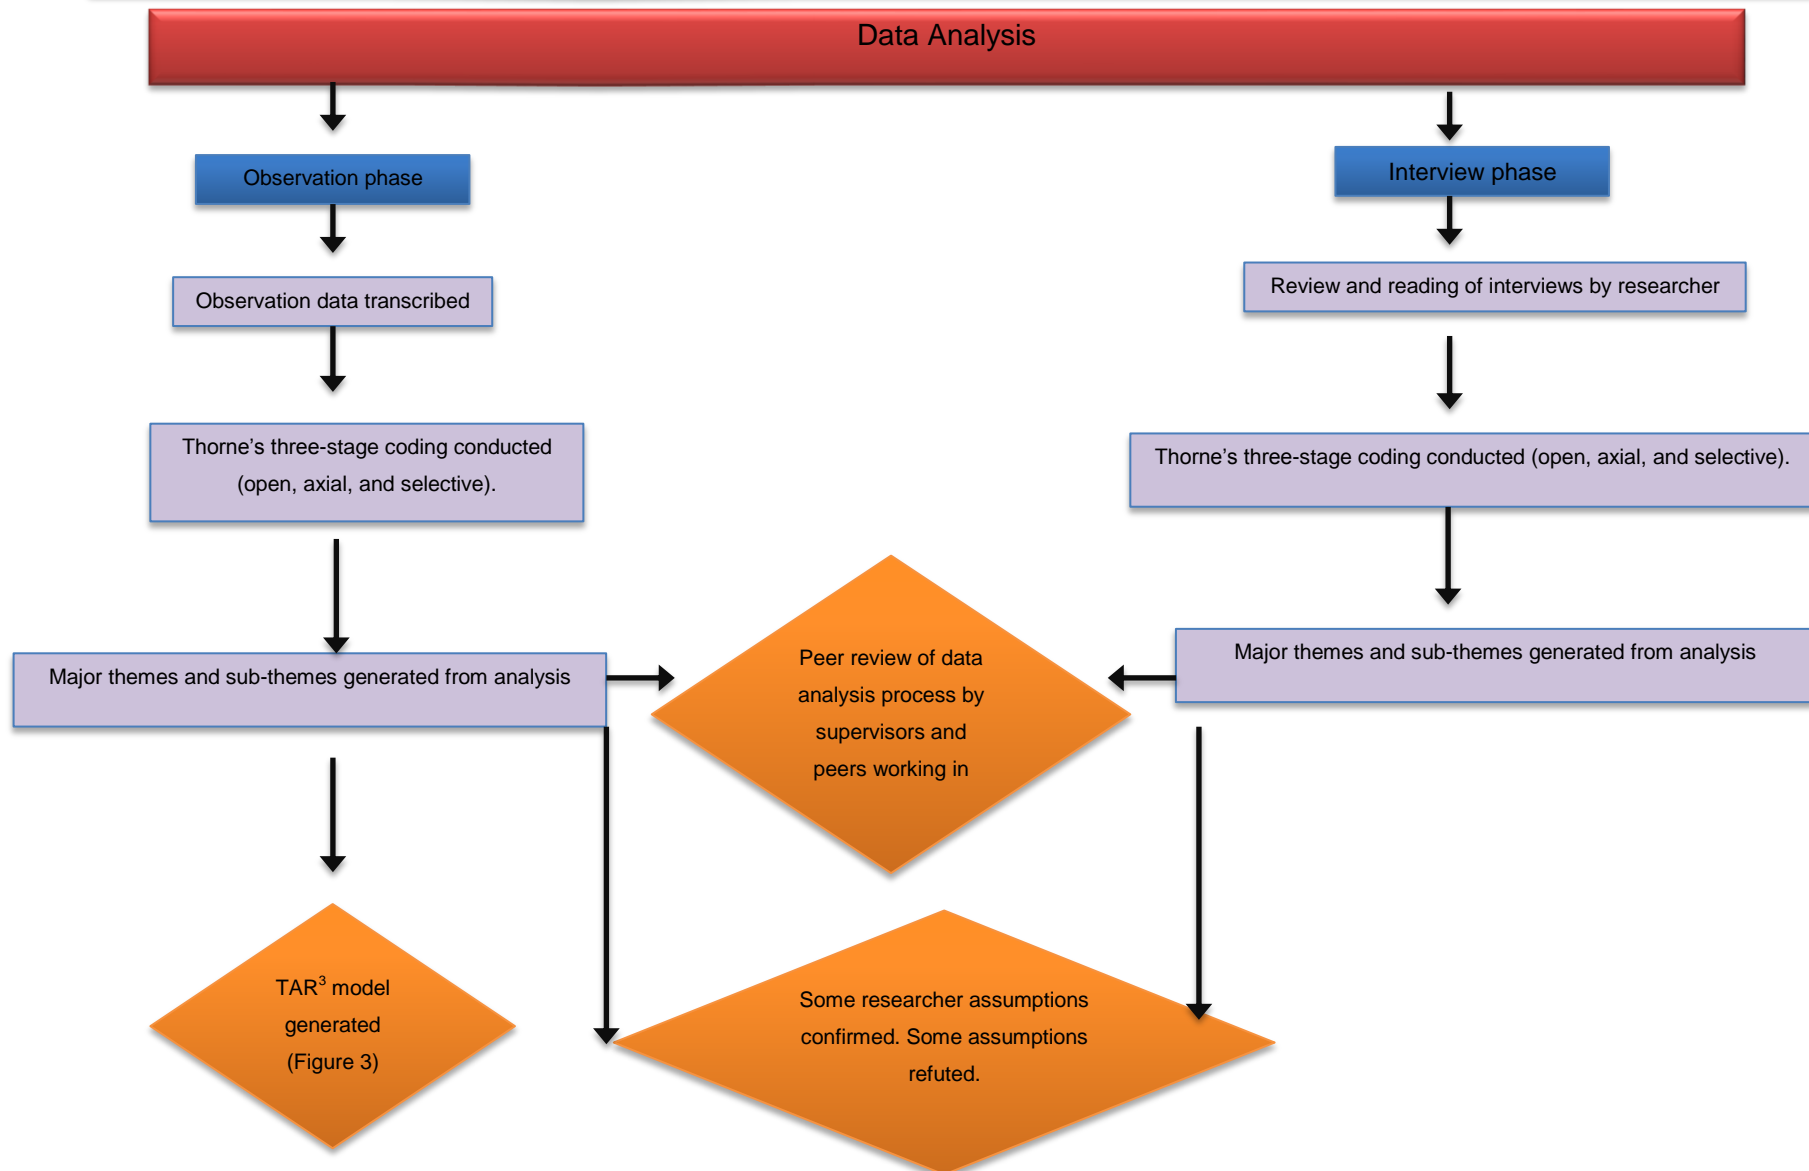 Data Analysis
Observation phase
Observation data transcribed
Thorne’s three-stage coding conducted
(open, axial, and selective).
Major themes and sub-themes generated from analysis
TAR³ model
generated
(Figure 3)
Interview phase
Review and reading of interviews by researcher
Thorne’s three-stage coding conducted (open, axial, and selective).
Major themes and sub-themes generated from analysis
Peer review of data
analysis process by
supervisors and
peers working in
Some researcher assumptions
confirmed. Some assumptions
refuted.